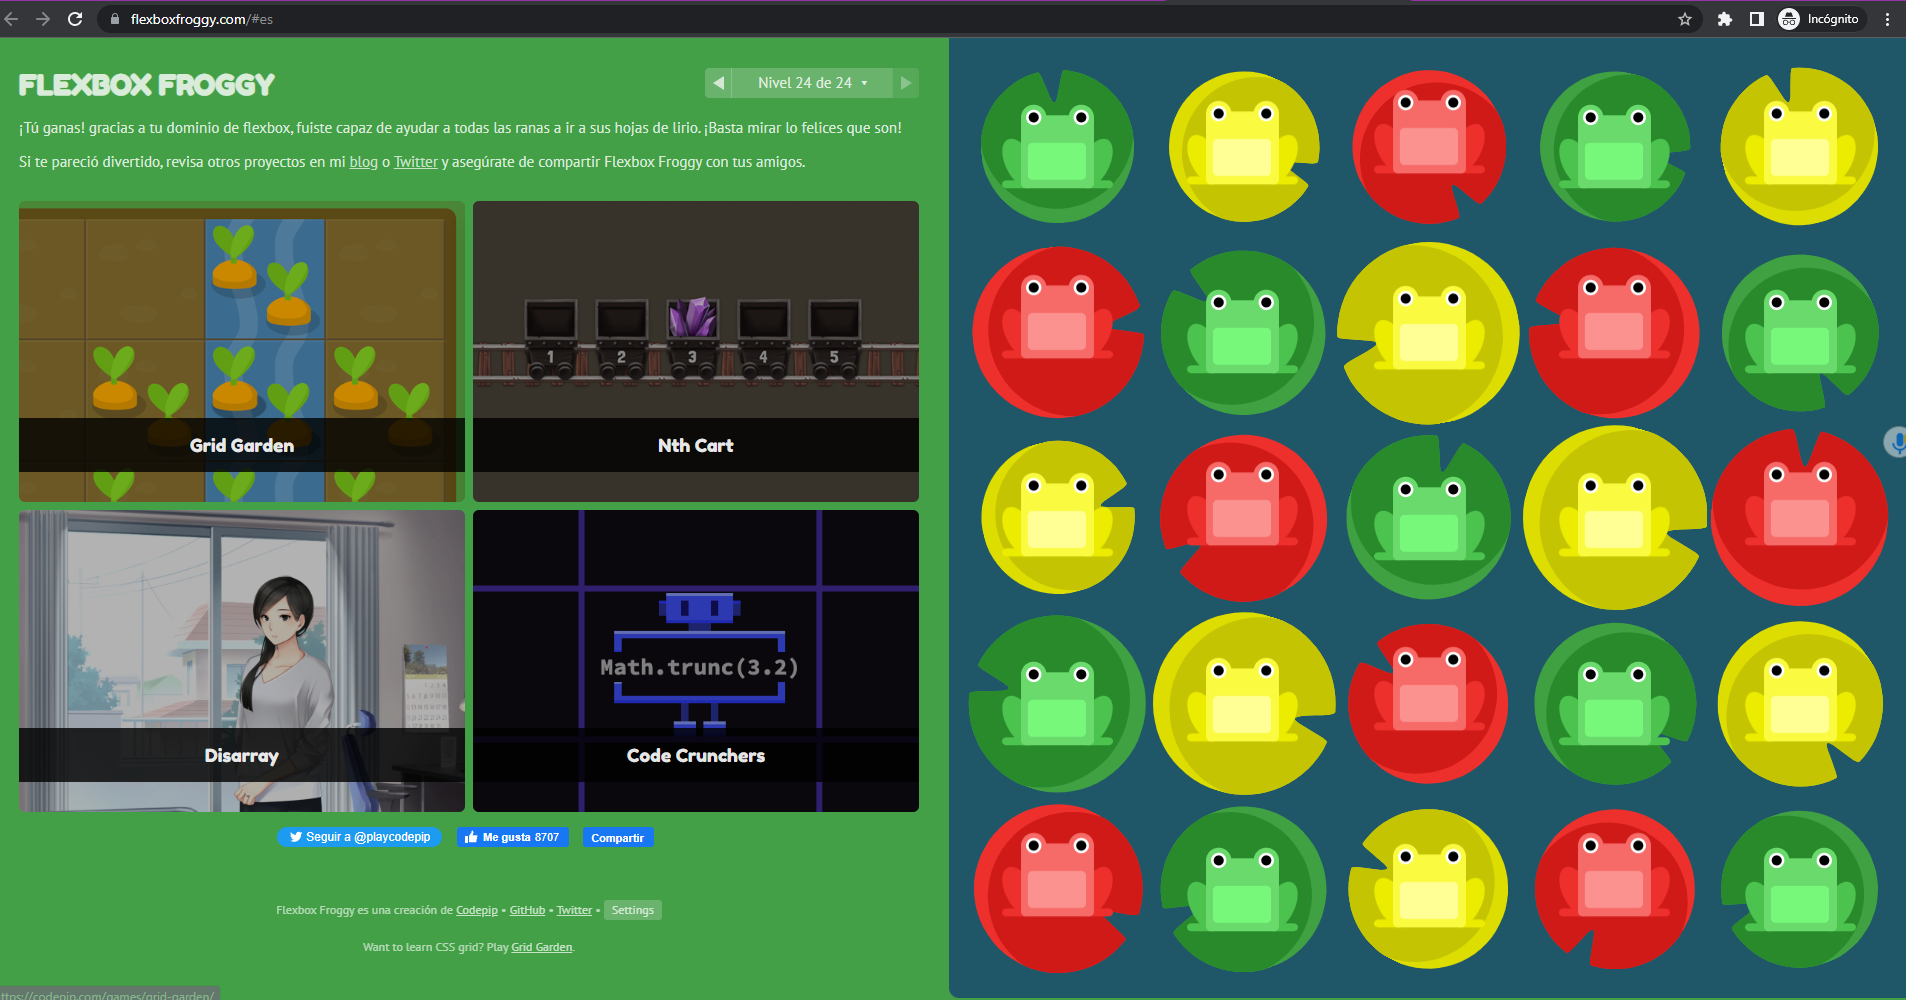 flexboxfroggy.com/#es
Incógnito
FLEXBOX FROGGY
Nivel 24 de 24
¡Tú ganas! gracias a tu dominio de flexbox, fuiste capaz de ayudar a todas las ranas a ir a sus hojas de lirio. ¡Basta mirar lo felices que son!
Si te pareció divertido, revisa otros proyectos en mi blog o Twitter y asegúrate de compartir Flexbox Froggy con tus amigos.
1 2 3 4 5
Grid Garden
Nth Cart
Math.trunc(3.2)
Disarray
Code Crunchers
Seguir a @playcodepip
Me gusta 8707
Compartir
Flexbox Froggy es una creación de Codepip • GitHub • Twitter • Settings
Want to learn CSS grid? Play Grid Garden.
ttps://codepip.com/games/grid-garden/